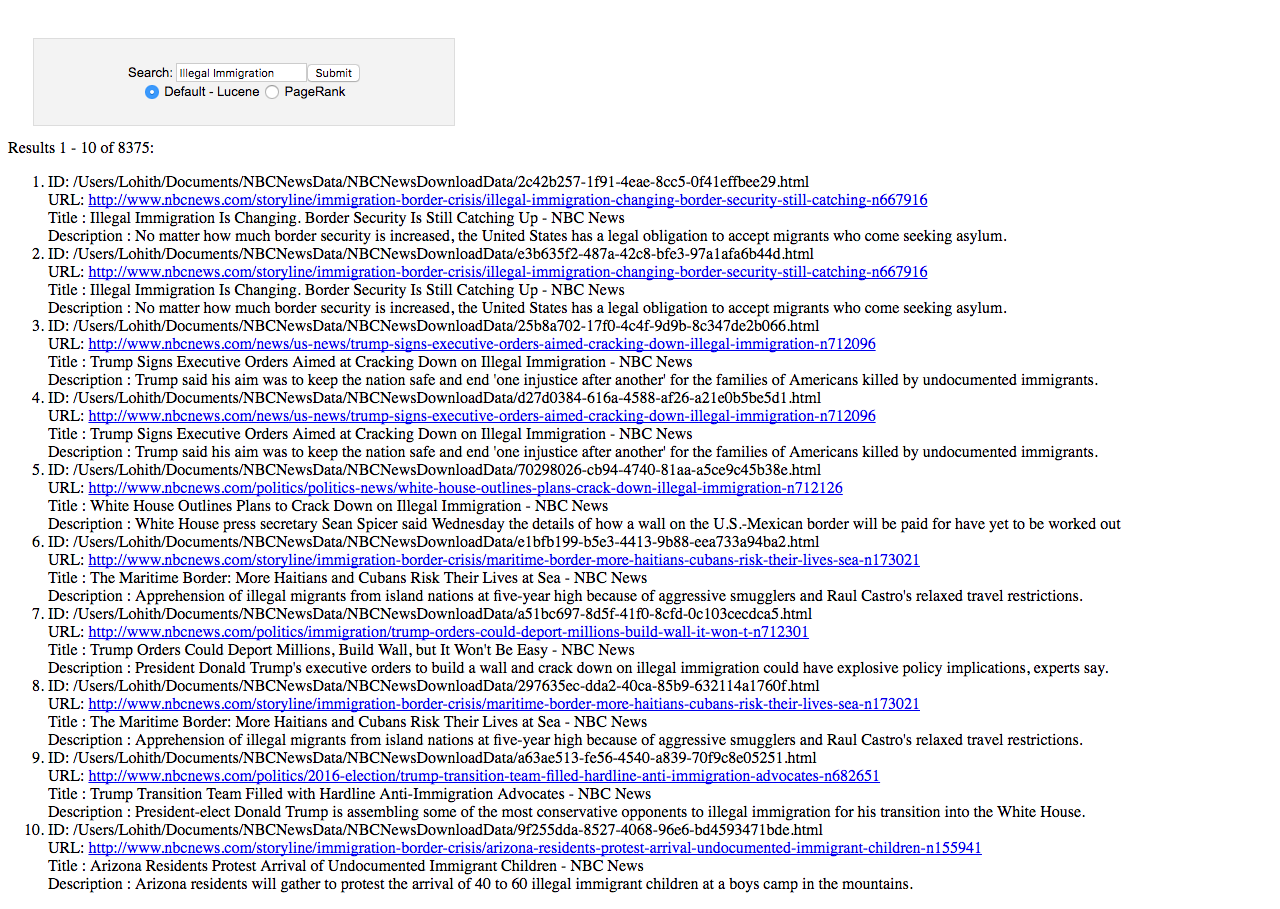 Search: Illegal Immigration Submit
Default - Lucene PageRank
Results 1 - 10 of 8375:
1. ID: /Users/Lohith/Documents/NBCNewsData/NBCNewsDownloadData/2c42b257-1f91-4eae-8cc5-0f41effbee29.html
URL: http://www.nbcnews.com/storyline/immigration-border-crisis/illegal-immigration-changing-border-security-still-catching-n667916
Title : Illegal Immigration Is Changing. Border Security Is Still Catching Up - NBC News
Description : No matter how much border security is increased, the United States has a legal obligation to accept migrants who come seeking asylum.
2. ID: /Users/Lohith/Documents/NBCNewsData/NBCNewsDownloadData/e3b635f2-487a-42c8-bfe3-97a1afa6b44d.html
URL: http://www.nbcnews.com/storyline/immigration-border-crisis/illegal-immigration-changing-border-security-still-catching-n667916
Title : Illegal Immigration Is Changing. Border Security Is Still Catching Up - NBC News
Description : No matter how much border security is increased, the United States has a legal obligation to accept migrants who come seeking asylum.
3. ID: /Users/Lohith/Documents/NBCNewsData/NBCNewsDownloadData/25b8a702-17f0-4c4f-9d9b-8c347de2b066.html
URL: http://www.nbcnews.com/news/us-news/trump-signs-executive-orders-aimed-cracking-down-illegal-immigration-n712096
Title : Trump Signs Executive Orders Aimed at Cracking Down on Illegal Immigration - NBC News
Description : Trump said his aim was to keep the nation safe and end 'one injustice after another' for the families of Americans killed by undocumented immigrants.
4. ID: /Users/Lohith/Documents/NBCNewsData/NBCNewsDownloadData/d27d0384-616a-4588-af26-a21e0b5be5d1.html
URL: http://www.nbcnews.com/news/us-news/trump-signs-executive-orders-aimed-cracking-down-illegal-immigration-n712096
Title : Trump Signs Executive Orders Aimed at Cracking Down on Illegal Immigration - NBC News
Description : Trump said his aim was to keep the nation safe and end 'one injustice after another' for the families of Americans killed by undocumented immigrants.
5. ID: /Users/Lohith/Documents/NBCNewsData/NBCNewsDownloadData/70298026-cb94-4740-81aa-a5ce9c45b38e.html
URL: http://www.nbcnews.com/politics/politics-news/white-house-outlines-plans-crack-down-illegal-immigration-n712126
Title : White House Outlines Plans to Crack Down on Illegal Immigration - NBC News
Description : White House press secretary Sean Spicer said Wednesday the details of how a wall on the U.S.-Mexican border will be paid for have yet to be worked out
6. ID: /Users/Lohith/Documents/NBCNewsData/NBCNewsDownloadData/e1bfb199-b5e3-4413-9b88-eea733a94ba2.html
URL: http://www.nbcnews.com/storyline/immigration-border-crisis/maritime-border-more-haitians-cubans-risk-their-lives-sea-n173021
Title : The Maritime Border: More Haitians and Cubans Risk Their Lives at Sea - NBC News
Description : Apprehension of illegal migrants from island nations at five-year high because of aggressive smugglers and Raul Castro's relaxed travel restrictions.
7. ID: /Users/Lohith/Documents/NBCNewsData/NBCNewsDownloadData/a51bc697-8d5f-41f0-8cfd-0c103cecdca5.html
URL: http://www.nbcnews.com/politics/immigration/trump-orders-could-deport-millions-build-wall-it-won-t-n712301
Title : Trump Orders Could Deport Millions, Build Wall, but It Won't Be Easy - NBC News
Description : President Donald Trump's executive orders to build a wall and crack down on illegal immigration could have explosive policy implications, experts say.
8. ID: /Users/Lohith/Documents/NBCNewsData/NBCNewsDownloadData/297635ec-dda2-40ca-85b9-632114a1760f.html
URL: http://www.nbcnews.com/storyline/immigration-border-crisis/maritime-border-more-haitians-cubans-risk-their-lives-sea-n173021
Title : The Maritime Border: More Haitians and Cubans Risk Their Lives at Sea - NBC News
Description : Apprehension of illegal migrants from island nations at five-year high because of aggressive smugglers and Raul Castro's relaxed travel restrictions.
9. ID: /Users/Lohith/Documents/NBCNewsData/NBCNewsDownloadData/a63ae513-fe56-4540-a839-70f9c8e05251.html
URL: http://www.nbcnews.com/politics/2016-election/trump-transition-team-filled-hardline-anti-immigration-advocates-n682651
Title : Trump Transition Team Filled with Hardline Anti-Immigration Advocates - NBC News
Description : President-elect Donald Trump is assembling some of the most conservative opponents to illegal immigration for his transition into the White House.
10. ID: /Users/Lohith/Documents/NBCNewsData/NBCNewsDownloadData/9f255dda-8527-4068-96e6-bd4593471bde.html
URL: http://www.nbcnews.com/storyline/immigration-border-crisis/arizona-residents-protest-arrival-undocumented-immigrant-children-n155941
Title : Arizona Residents Protest Arrival of Undocumented Immigrant Children - NBC News
Description : Arizona residents will gather to protest the arrival of 40 to 60 illegal immigrant children at a boys camp in the mountains.